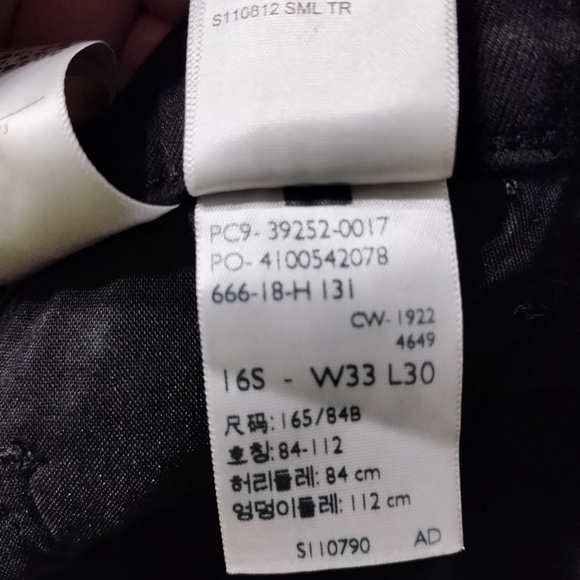 S110812 SML TR
PC9- 39252-0017
PO- 4100542078
666-18-H 131
CW- 1922
4649
16S - W33 L30
尺码: 165/84B
호칭: 84-112
허리둘레: 84 cm
엉덩이둘레: 112 cm
S110790 AD